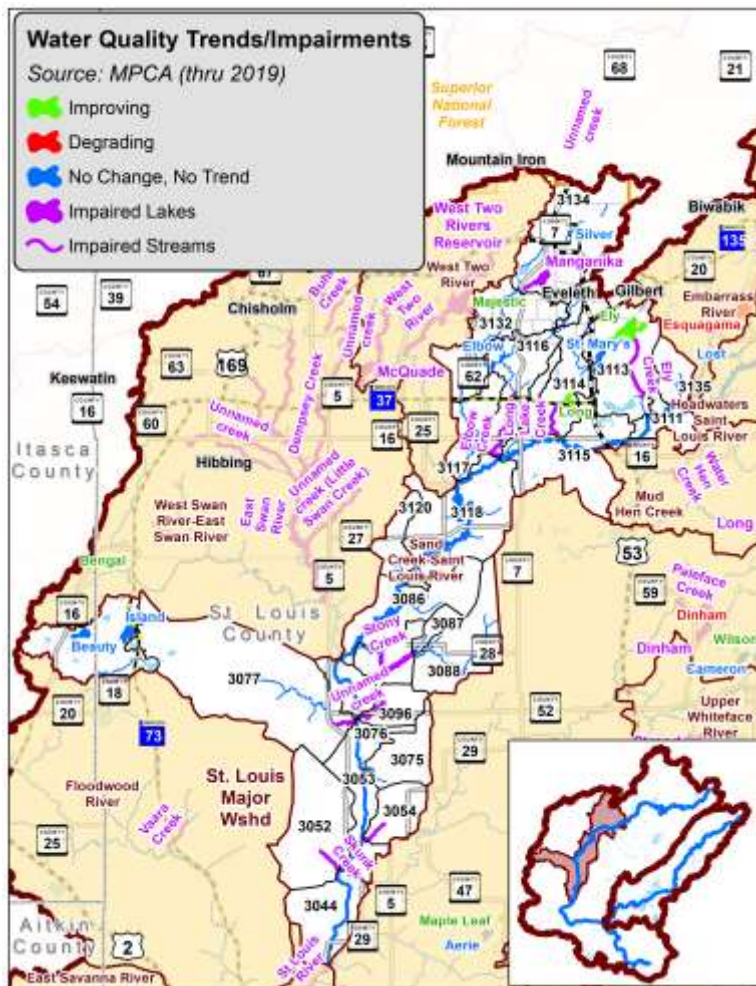 Water Quality Trends/Impairments
Source: MPCA (thru 2019)
Improving
Degrading
No Change, No Trend
Impaired Lakes
Impaired Streams
68
21
Superior
National
Forest
Unnamed
creek
Mountain Iron
3134
Biwabik
135
54
39
West Two
Rivers
Reservoir
7
Silver
20
Chisholm
Buhl
Creek
Unnamed
creek
West Two
River
West Two
River
Manganika
Eveleth
Gilbert
Embarrass
River
Majestic
Ely
Esquagama
3132
Elbow
3116
St. Mary's
3113
Lost
63
169
Dempsey Creek
McQuade
62
3114
Ely
Creek
3135
Keewatin
16
60
5
37
Long
3111
Headwaters
Saint
Louis River
Unnamed
creek
16
25
Elbow
Creek
Long
Lake
Creek
Itasca
County
Hibbing
Unnamed
creek (Little
Swan Creek)
3117
3115
16
Water
Hen
Creek
West Swan
River-East
Swan River
East
Swan
River
3120
3118
Mud
Hen Creek
Long
27
Sand
Creek-Saint
Louis River
7
53
Bengal
5
59
Paleface
Creek
16
Island
St. Louis
County
3086
Dinham
Beauty
Stony
Creek
3087
28
Wilson
Dinham
3088
Cameron
18
3077
Unnamed
creek
20
3096
52
Upper
Whiteface
River
73
3076
3075
29
3053
Floodwood
River
St. Louis
Major
Wshd
3054
Vaara
Creek
3052
25
Skunk
Creek
47
3044
5
Aitkin
County
Maple Leaf
2
29
Aerie
St Louis
River
East Savanna River